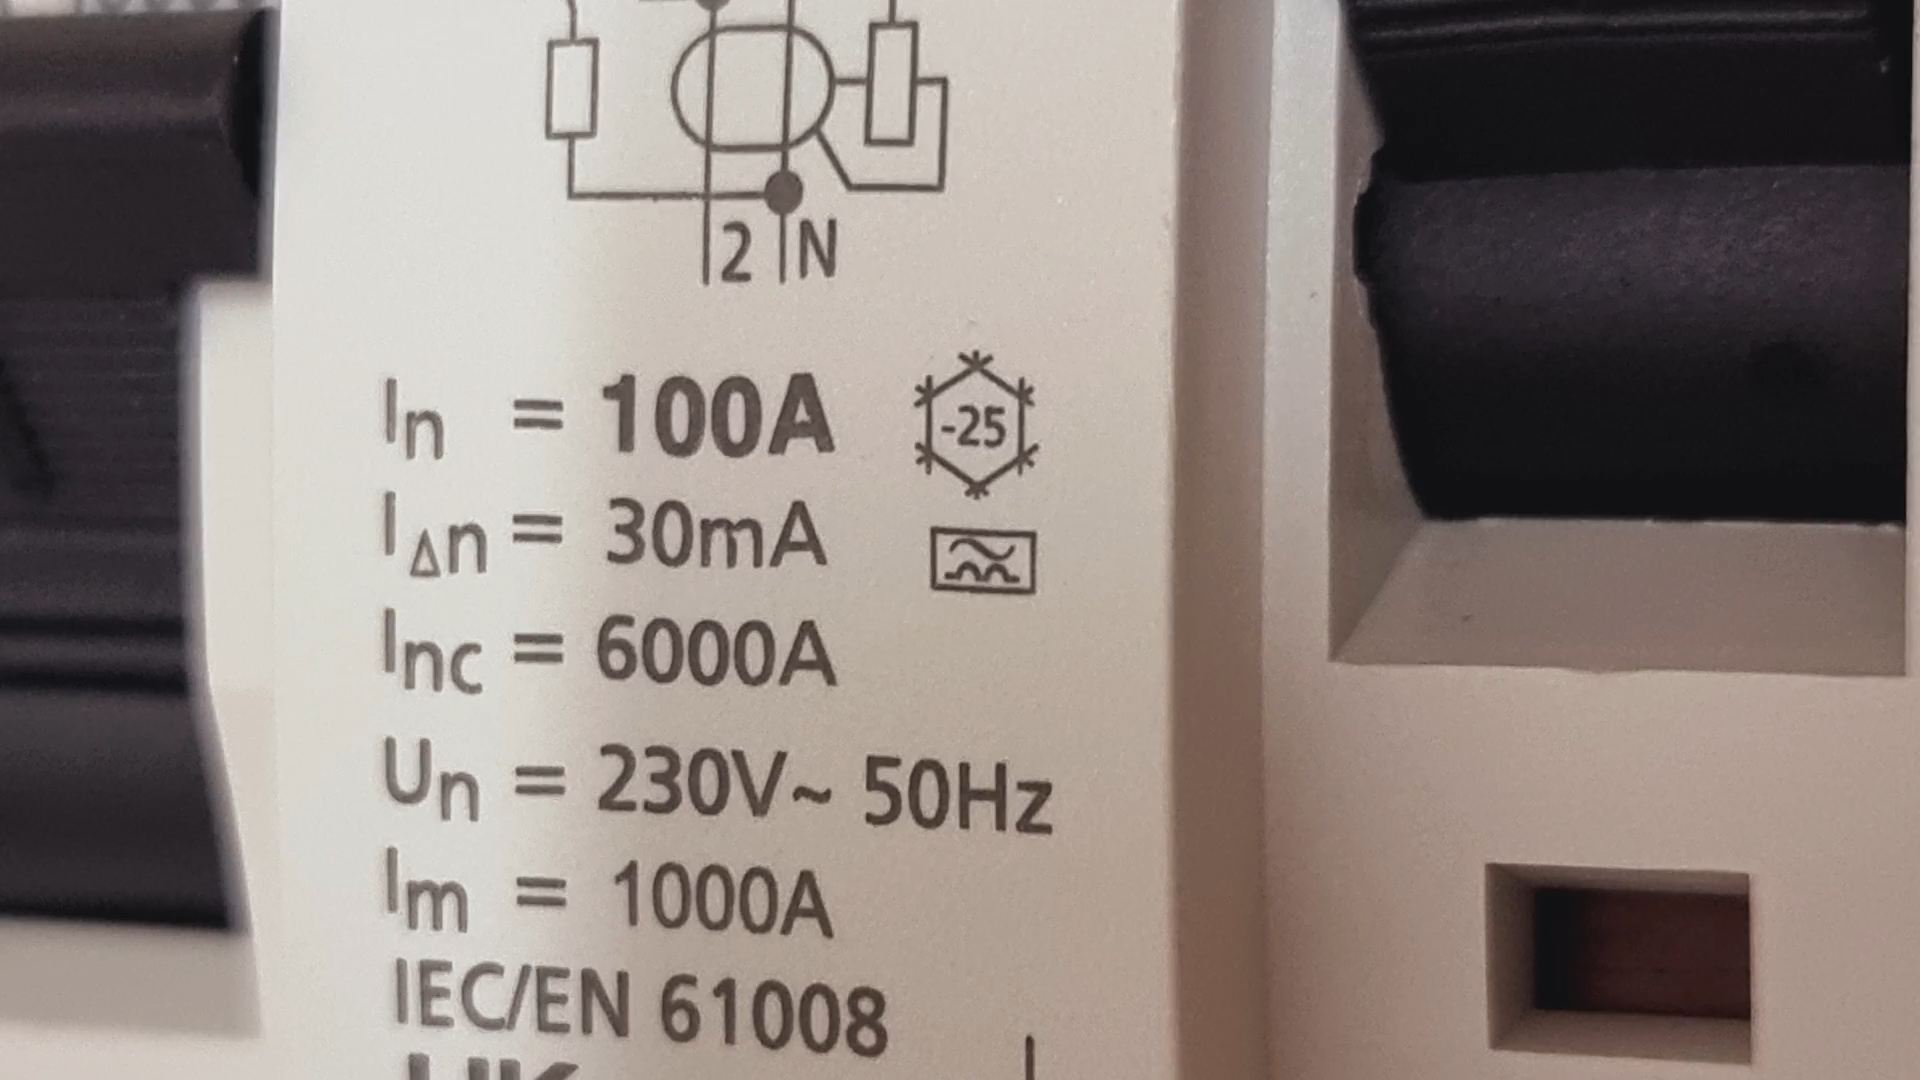 2 N
In = 100A
-25
IΔn = 30mA
Inc = 6000A
Un = 230V~ 50Hz
Im = 1000A
IEC/EN 61008